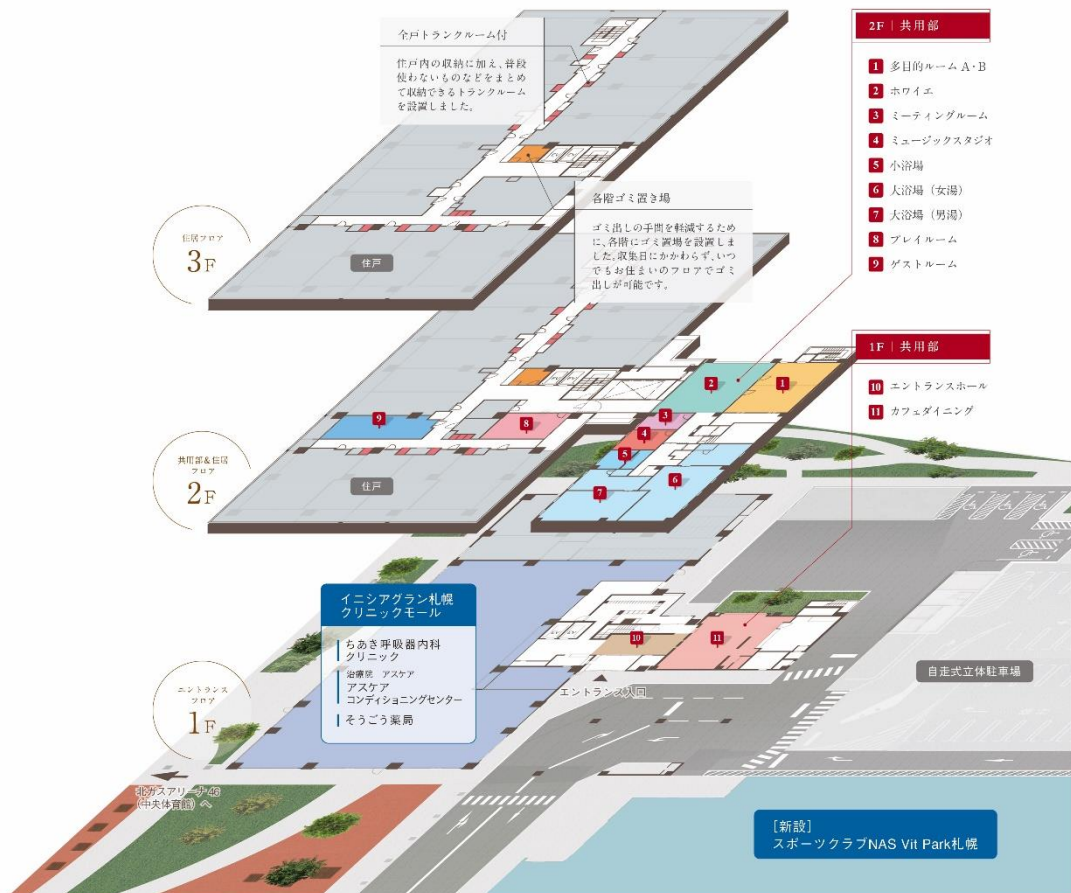 全戸トランクルーム付
住戸内の収納に加え、普段
使わないものなどをまとめ
て収納できるトランクルーム
を設置しました。
各階ゴミ置き場
ゴミ出しの手間を軽減するため
に、各階にゴミ置場を設置しま
した。収集日にかかわらず、いつ
でもお住まいのフロアでゴミ
出しが可能です。
2F｜共用部
1 多目的ルーム A・B
2 ホワイエ
3 ミーティングルーム
4 ミュージックスタジオ
5 小浴場
6 大浴場（女湯）
7 大浴場（男湯）
8 プレイルーム
9 ゲストルーム
1F｜共用部
10 エントランスホール
11 カフェダイニング
住居フロア
3F
住戸
共用部&住居
フロア
2F
住戸
1
2
3
4
5
6
7
8
9
エントランス
フロア
1F
イニシアグラン札幌
クリニックモール
ちあき呼吸器内科
クリニック
治療院 アスケア
アスケア
コンディショニングセンター
そうごう薬局
10
11
エントランス入口
自走式立体駐車場
北ガスアリーナ46
（中央体育館）へ
［新設］
スポーツクラブNAS Vit Park札幌